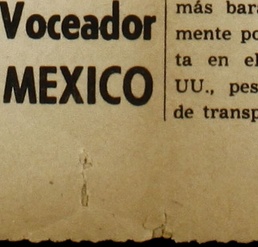 Voceador
MEXICO
más bara
mente po
ta en el
UU., pes
de transp